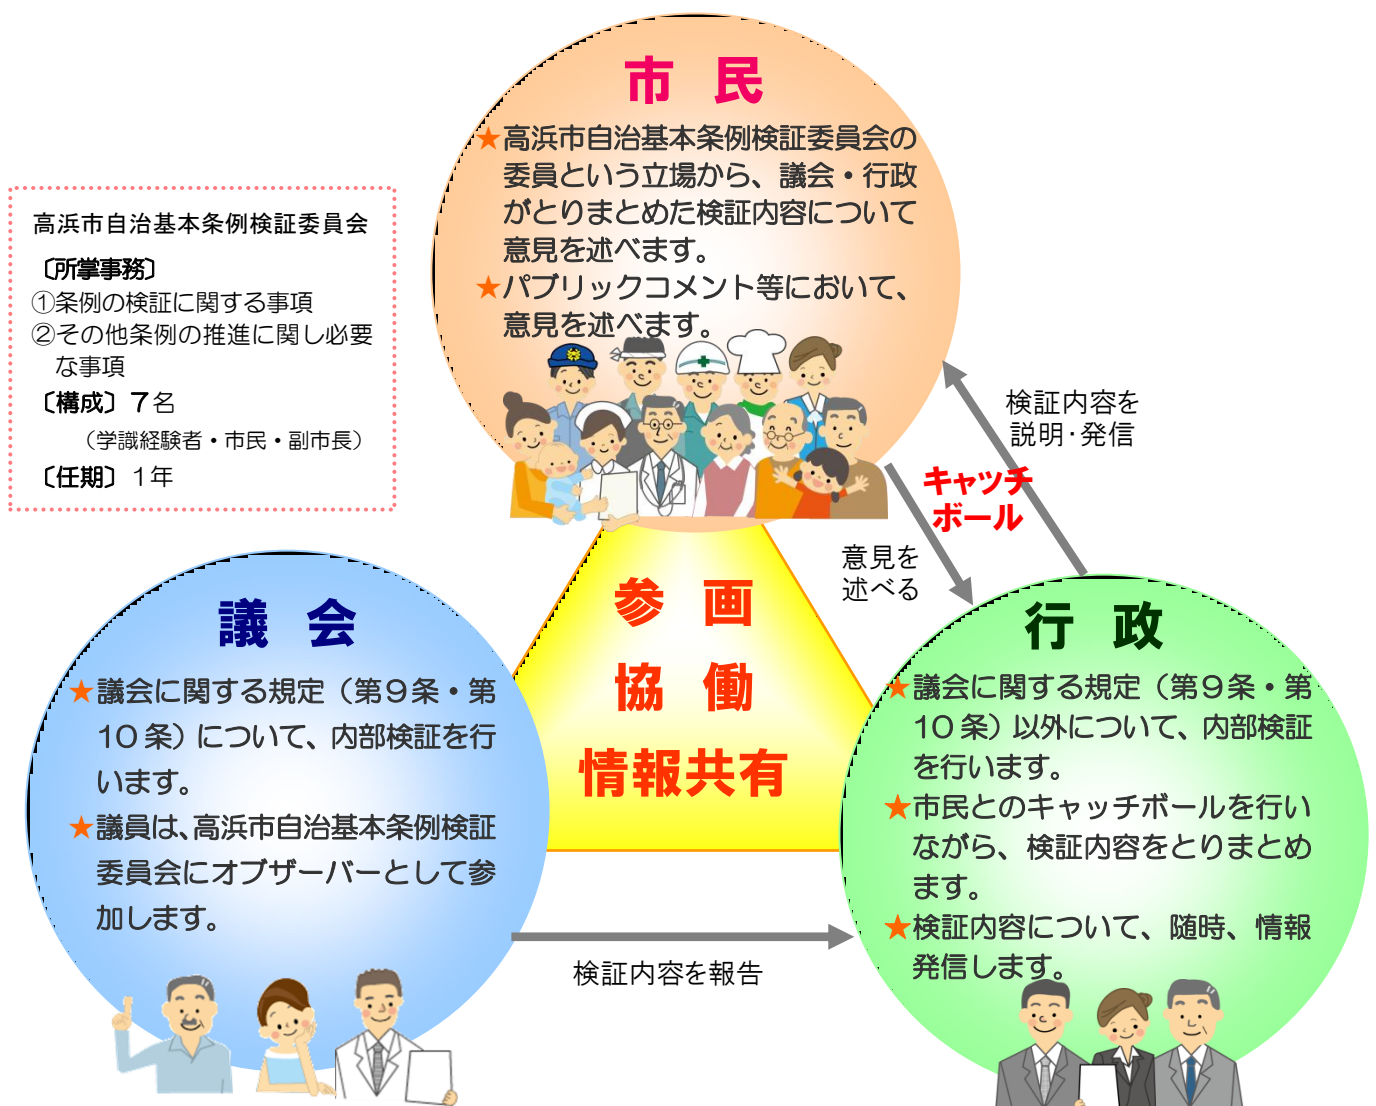 市　民
★高浜市自治基本条例検証委員会の
委員という立場から、議会・行政
がとりまとめた検証内容について
意見を述べます。
★パブリックコメント等において、
意見を述べます。
高浜市自治基本条例検証委員会
〔所掌事務〕
①条例の検証に関する事項
②その他条例の推進に関し必要
な事項
〔構成〕７名
（学識経験者・市民・副市長）
〔任期〕１年
検証内容を
説明・発信
キャッチ
ボール
意見を
述べる
参　画
協　働
情報共有
議　会
★議会に関する規定（第９条・第
10 条）について、内部検証を行
います。
★議員は、高浜市自治基本条例検証
委員会にオブザーバーとして参
加します。
検証内容を報告
行　政
★議会に関する規定（第９条・第
10 条）以外について、内部検証
を行います。
★市民とのキャッチボールを行い
ながら、検証内容をとりまとめ
ます。
★検証内容について、随時、情報
発信します。